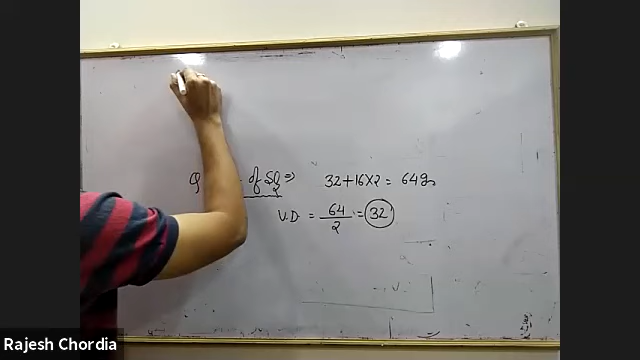 of SO2 ⇒ 32+16×2 = 64g
V.D = 64/2 = 32
Rajesh Chordia